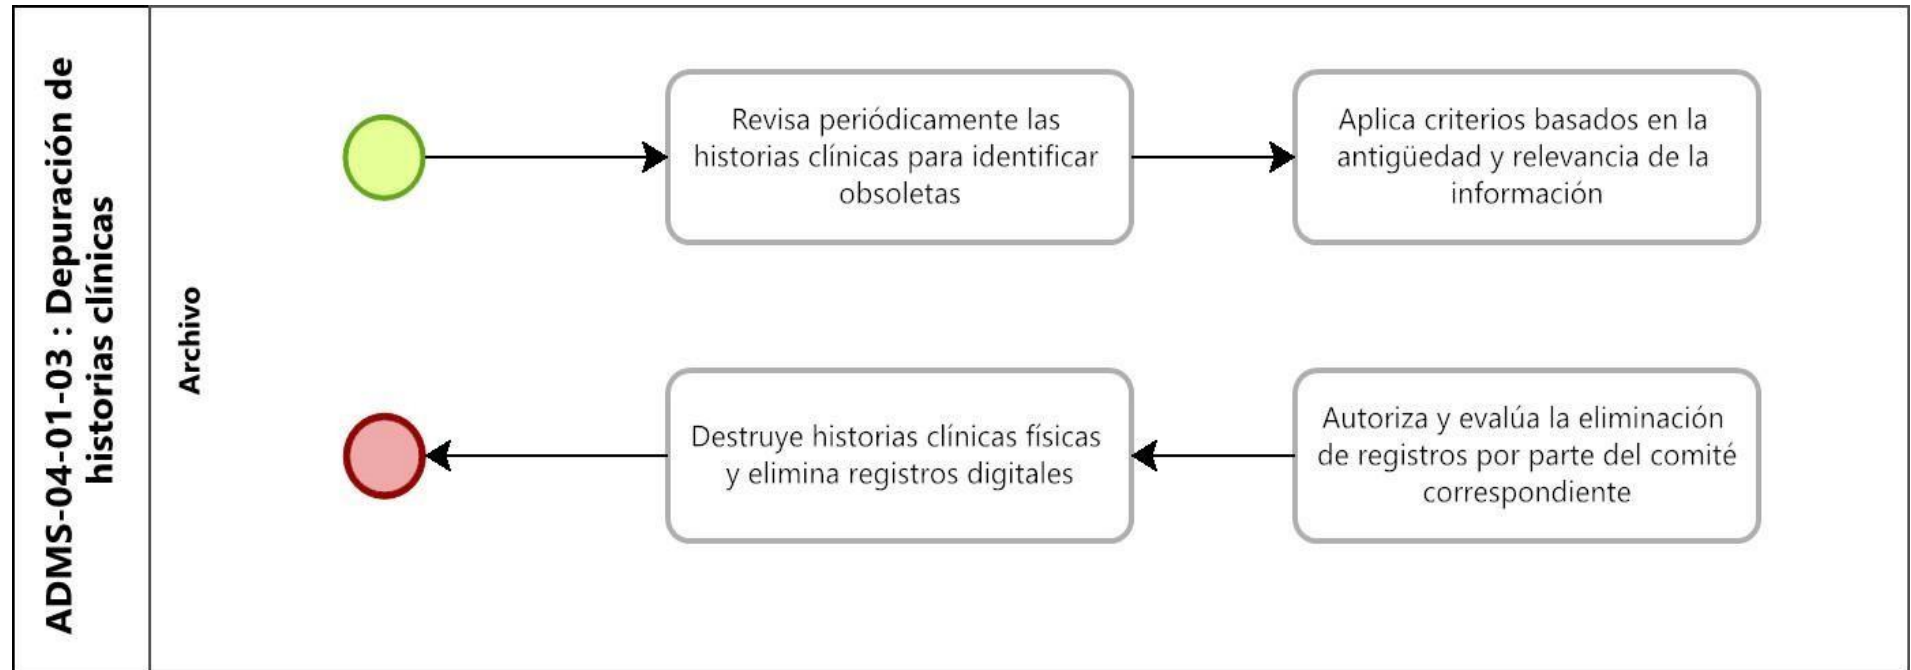 ADMS-04-01-03 : Depuración de
historias clínicas
Archivo
Revisa periódicamente las
historias clínicas para identificar
obsoletas
Aplica criterios basados en la
antigüedad y relevancia de la
información
Destruye historias clínicas físicas
y elimina registros digitales
Autoriza y evalúa la eliminación
de registros por parte del comité
correspondiente